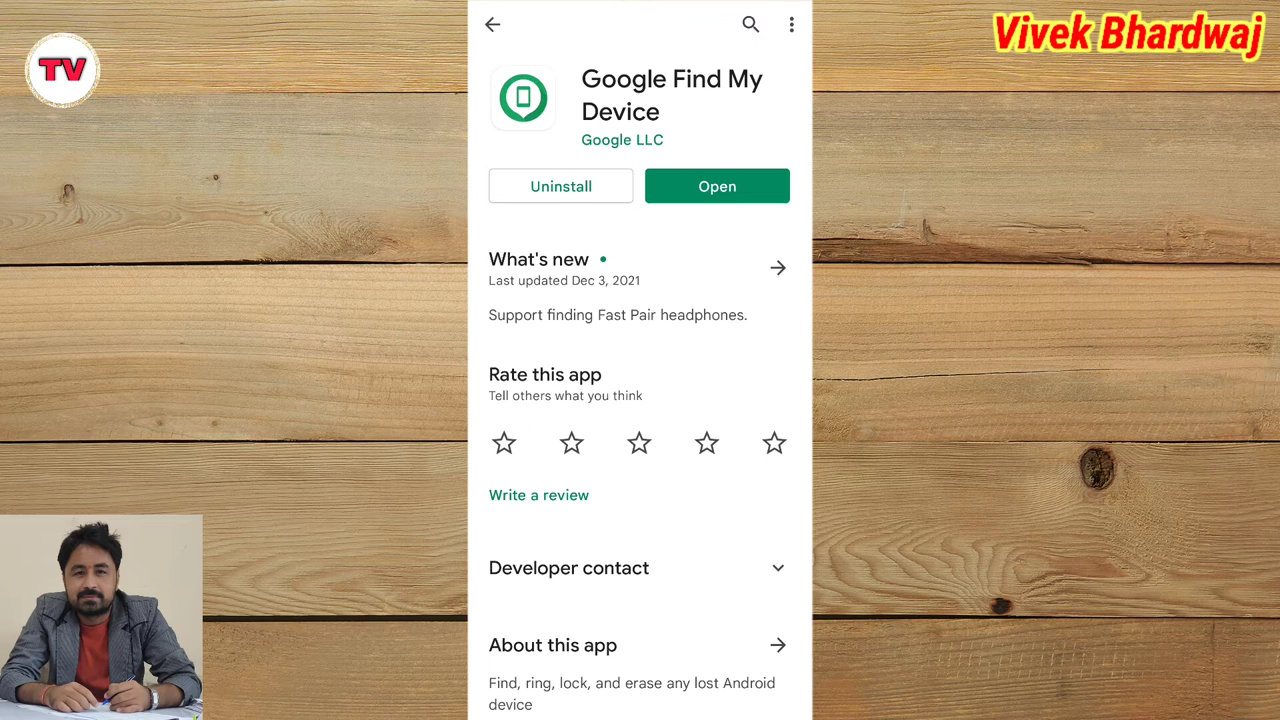 TV
Vivek Bhardwaj
Google Find My
Device
Google LLC
Uninstall
Open
What's new
Last updated Dec 3, 2021
Support finding Fast Pair headphones.
Rate this app
Tell others what you think
Write a review
Developer contact
About this app
Find, ring, lock, and erase any lost Android
device